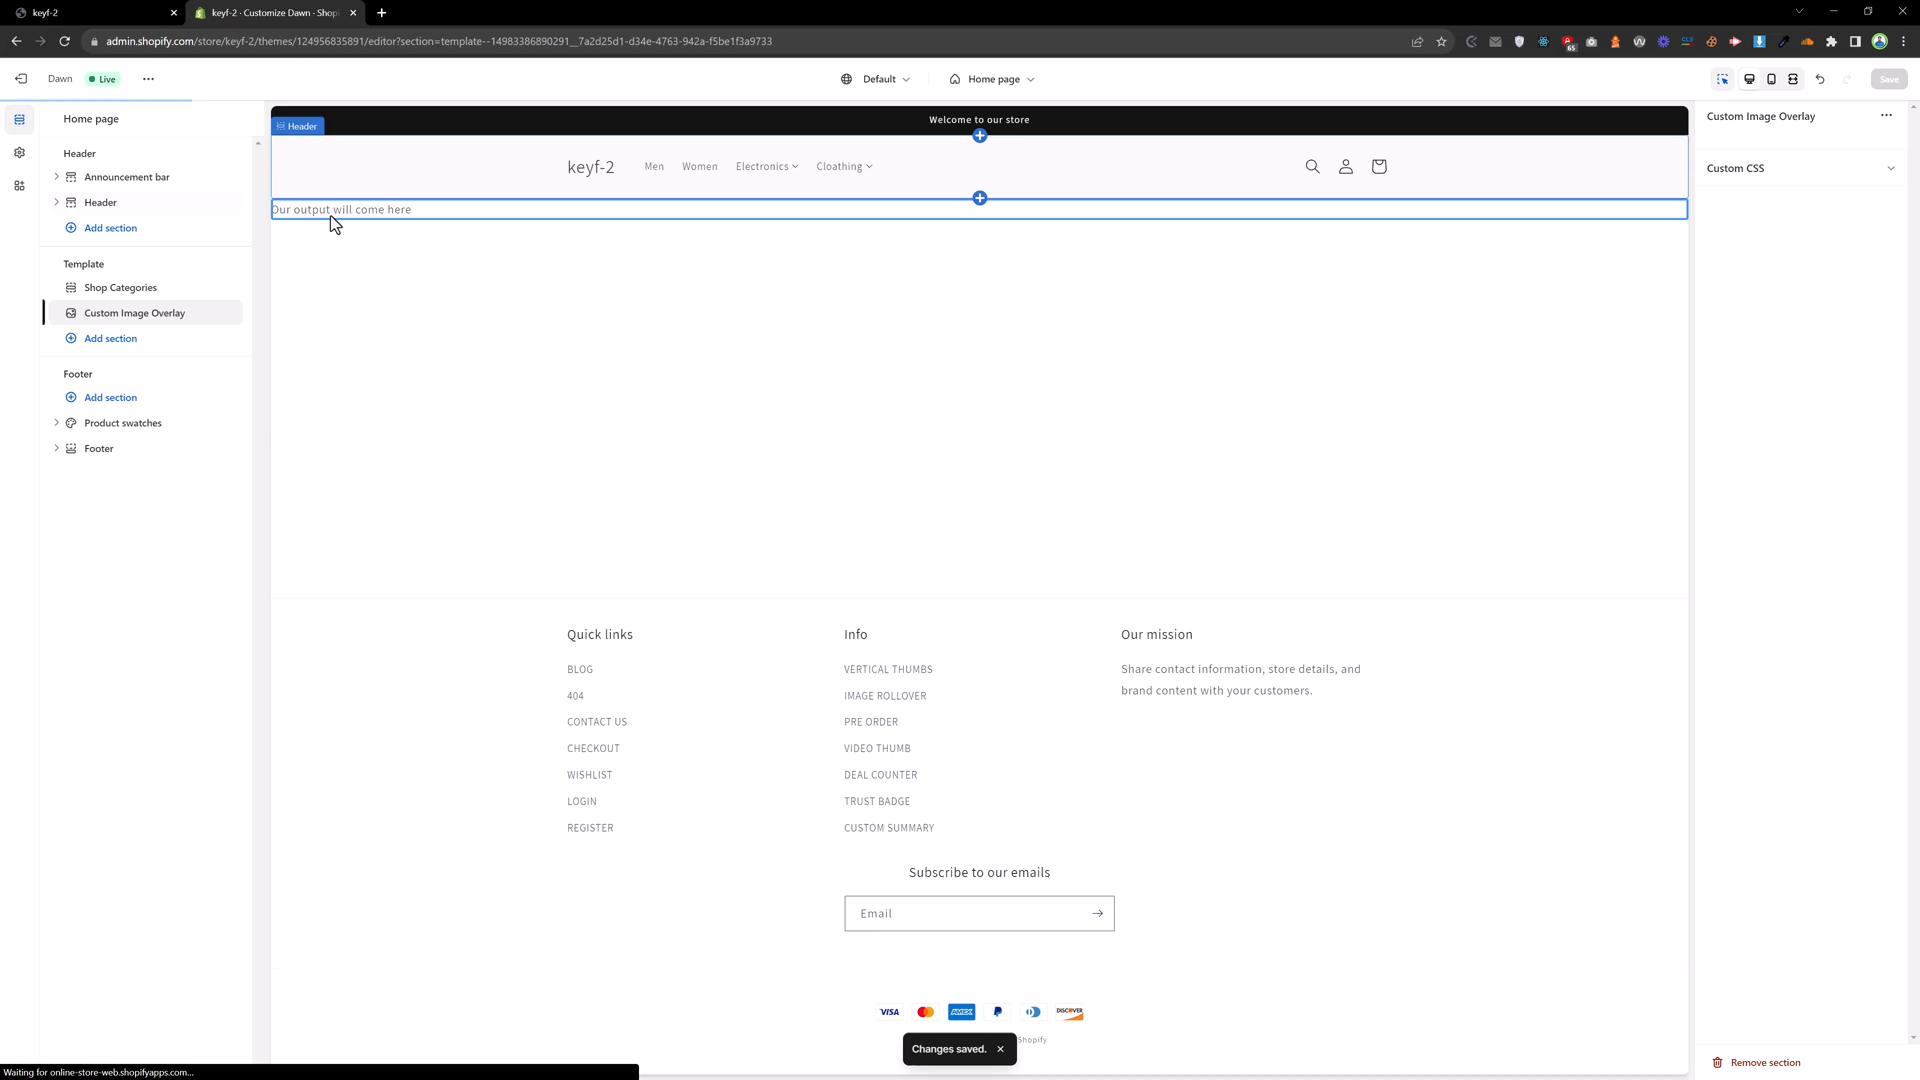 keyf-2
keyf-2 · Customize Dawn · Shopi
admin.shopify.com/store/keyf-2/themes/124956835891/editor?section=template--14983386890291__7a2d25d1-d34e-4763-942a-f5be1f3a9733
65
Dawn
Live
Default
Home page
Save
Home page
Header
Announcement bar
Header
Add section
Template
Shop Categories
Custom Image Overlay
Add section
Footer
Add section
Product swatches
Footer
Welcome to our store
Header
keyf-2
Men
Women
Electronics
Cloathing
Our output will come here
Quick links
BLOG
404
CONTACT US
CHECKOUT
WISHLIST
LOGIN
REGISTER
Info
VERTICAL THUMBS
IMAGE ROLLOVER
PRE ORDER
VIDEO THUMB
DEAL COUNTER
TRUST BADGE
CUSTOM SUMMARY
Our mission
Share contact information, store details, and
brand content with your customers.
Subscribe to our emails
Email
VISA
AMEX
DISCOVER
Shopify
Changes saved.
Custom Image Overlay
Custom CSS
Remove section
Waiting for online-store-web.shopifyapps.com...